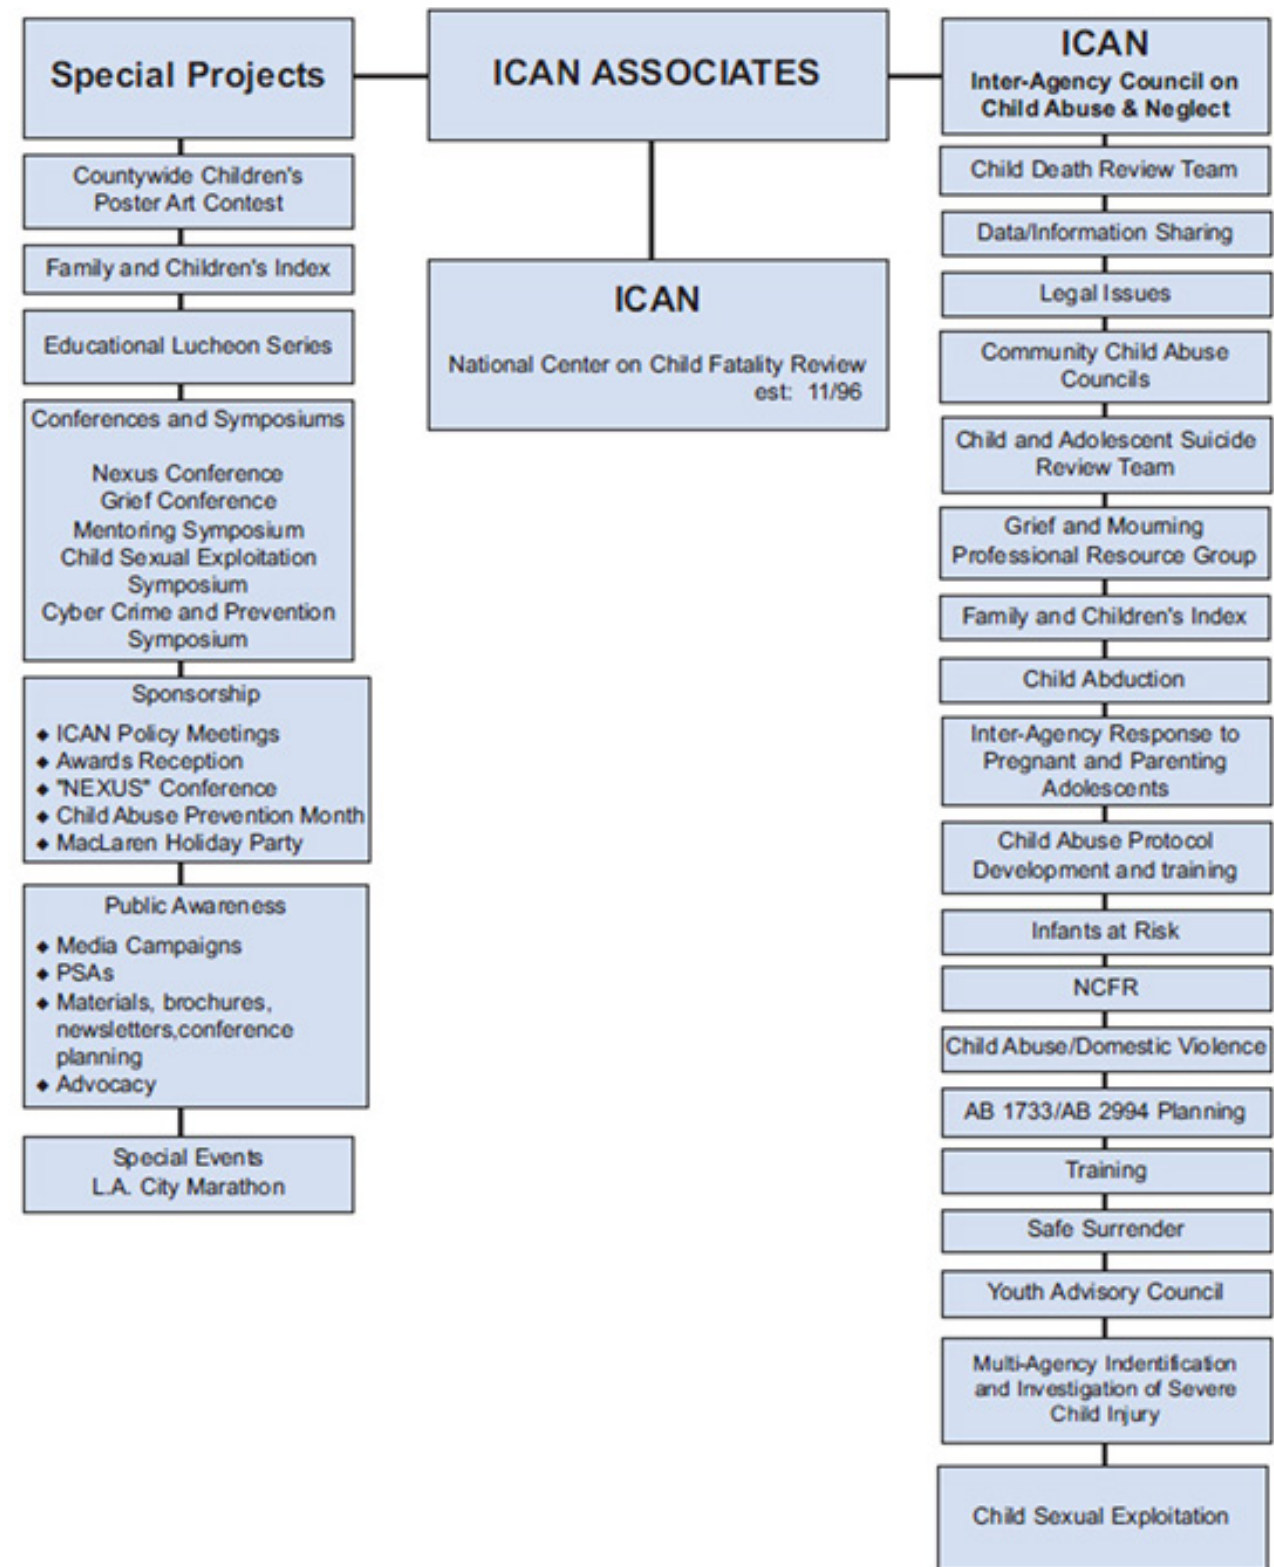 Special Projects
Countywide Children's
Poster Art Contest
Family and Children's Index
Educational Lucheon Series
Conferences and Symposiums
Nexus Conference
Grief Conference
Mentoring Symposium
Child Sexual Exploitation
Symposium
Cyber Crime and Prevention
Symposium
Sponsorship
◆ ICAN Policy Meetings
◆ Awards Reception
◆ "NEXUS" Conference
◆ Child Abuse Prevention Month
◆ MacLaren Holiday Party
Public Awareness
◆ Media Campaigns
◆ PSAs
◆ Materials, brochures,
newsletters,conference
planning
◆ Advocacy
Special Events
L.A. City Marathon
ICAN ASSOCIATES
ICAN
National Center on Child Fatality Review
est: 11/96
ICAN
Inter-Agency Council on
Child Abuse & Neglect
Child Death Review Team
Data/Information Sharing
Legal Issues
Community Child Abuse
Councils
Child and Adolescent Suicide
Review Team
Grief and Mourning
Professional Resource Group
Family and Children's Index
Child Abduction
Inter-Agency Response to
Pregnant and Parenting
Adolescents
Child Abuse Protocol
Development and training
Infants at Risk
NCFR
Child Abuse/Domestic Violence
AB 1733/AB 2994 Planning
Training
Safe Surrender
Youth Advisory Council
Multi-Agency Indentification
and Investigation of Severe
Child Injury
Child Sexual Exploitation